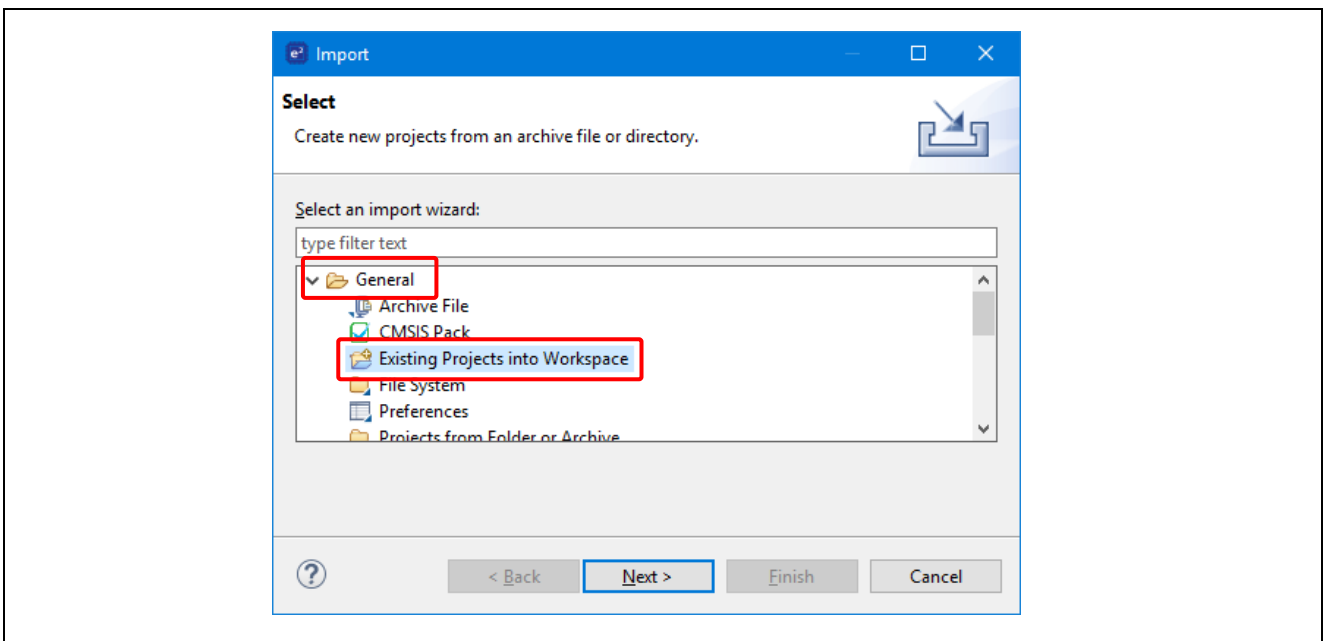 e² Import
Select
Create new projects from an archive file or directory.
Select an import wizard:
type filter text
General
Archive File
CMSIS Pack
Existing Projects into Workspace
File System
Preferences
Projects from Folder or Archive
? < Back Next > Finish Cancel